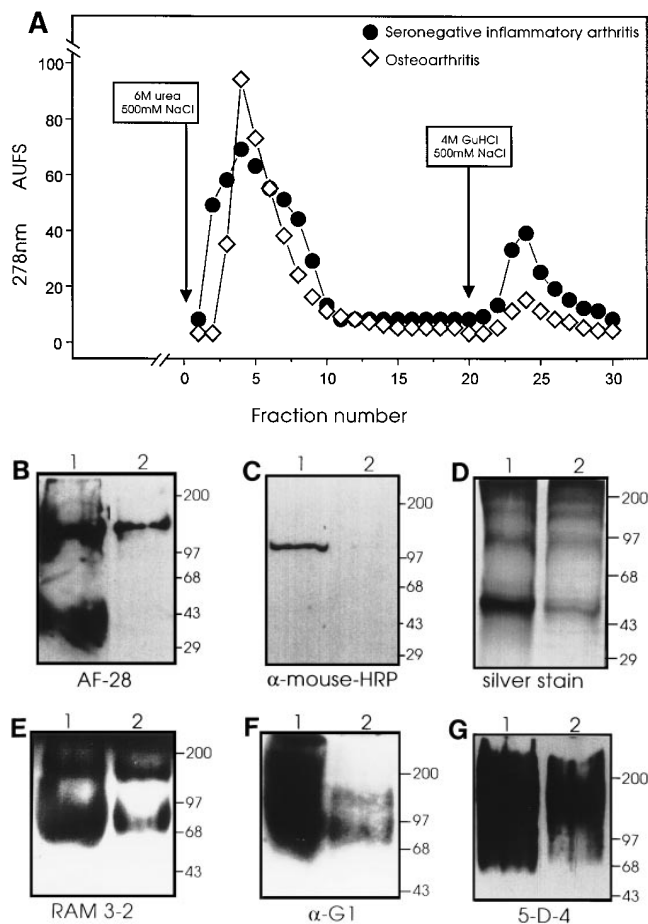 A
Seronegative inflammatory arthritis
Osteoarthritis
6M urea
500mM NaCl
4M GuHCl
500mM NaCl
278nm AUFS
100
80
60
40
20
0
0 5 10 15 20 25 30
Fraction number
B
1 2
200
97
68
43
29
AF-28
C
1 2
200
97
68
43
29
α-mouse-HRP
D
1 2
200
97
68
43
29
silver stain
E
1 2
200
97
68
43
RAM 3-2
F
1 2
200
97
68
43
α-G1
G
1 2
200
97
68
43
5-D-4